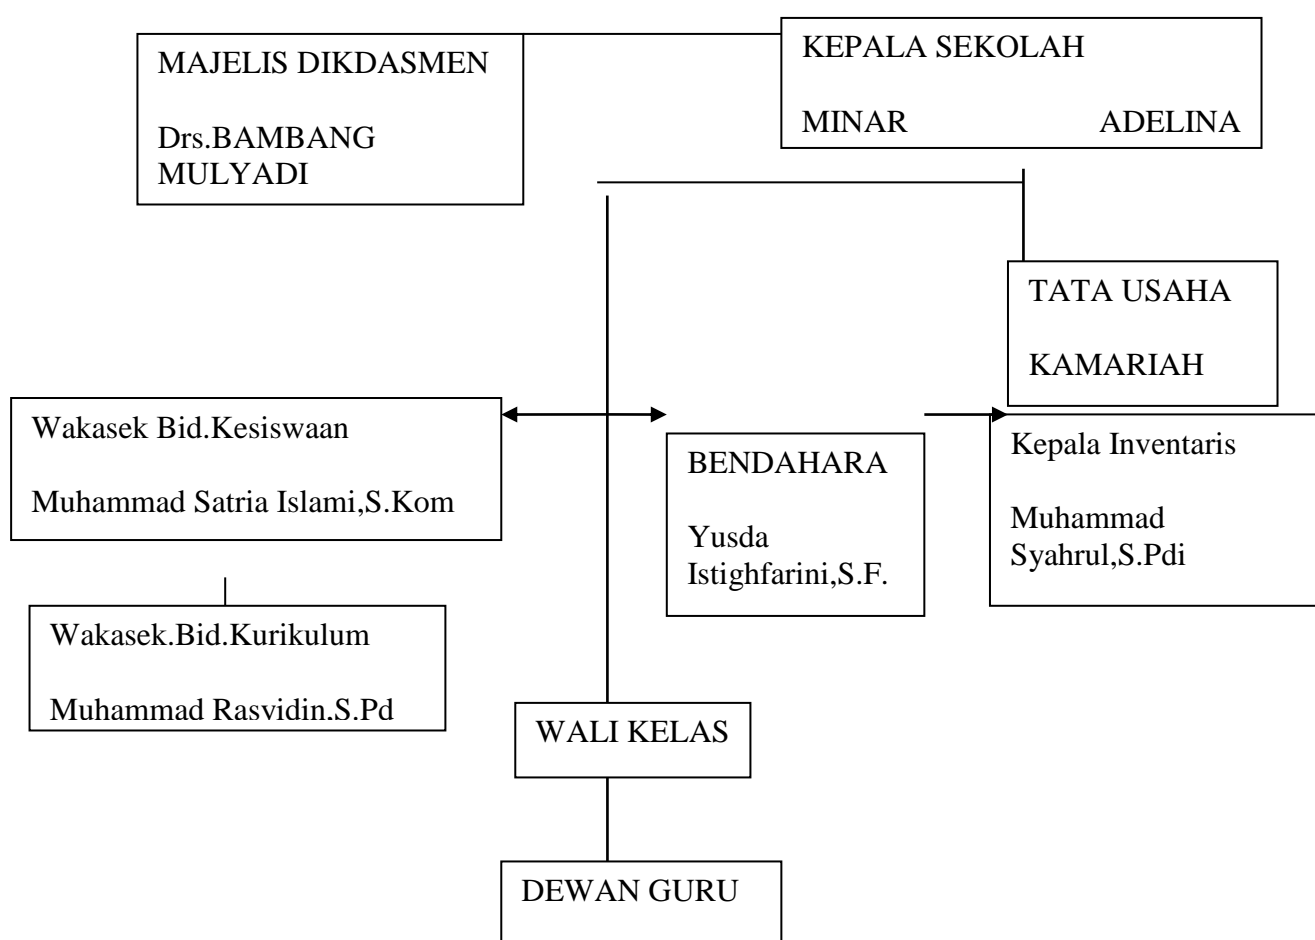 MAJELIS DIKDASMEN
Drs.BAMBANG
MULYADI
KEPALA SEKOLAH
MINAR ADELINA
TATA USAHA
KAMARIAH
Wakasek Bid.Kesiswaan
Muhammad Satria Islami,S.Kom
BENDAHARA
Yusda
Istighfarini,S.F.
Kepala Inventaris
Muhammad
Syahrul,S.Pdi
Wakasek.Bid.Kurikulum
Muhammad Rasvidin.S.Pd
WALI KELAS
DEWAN GURU